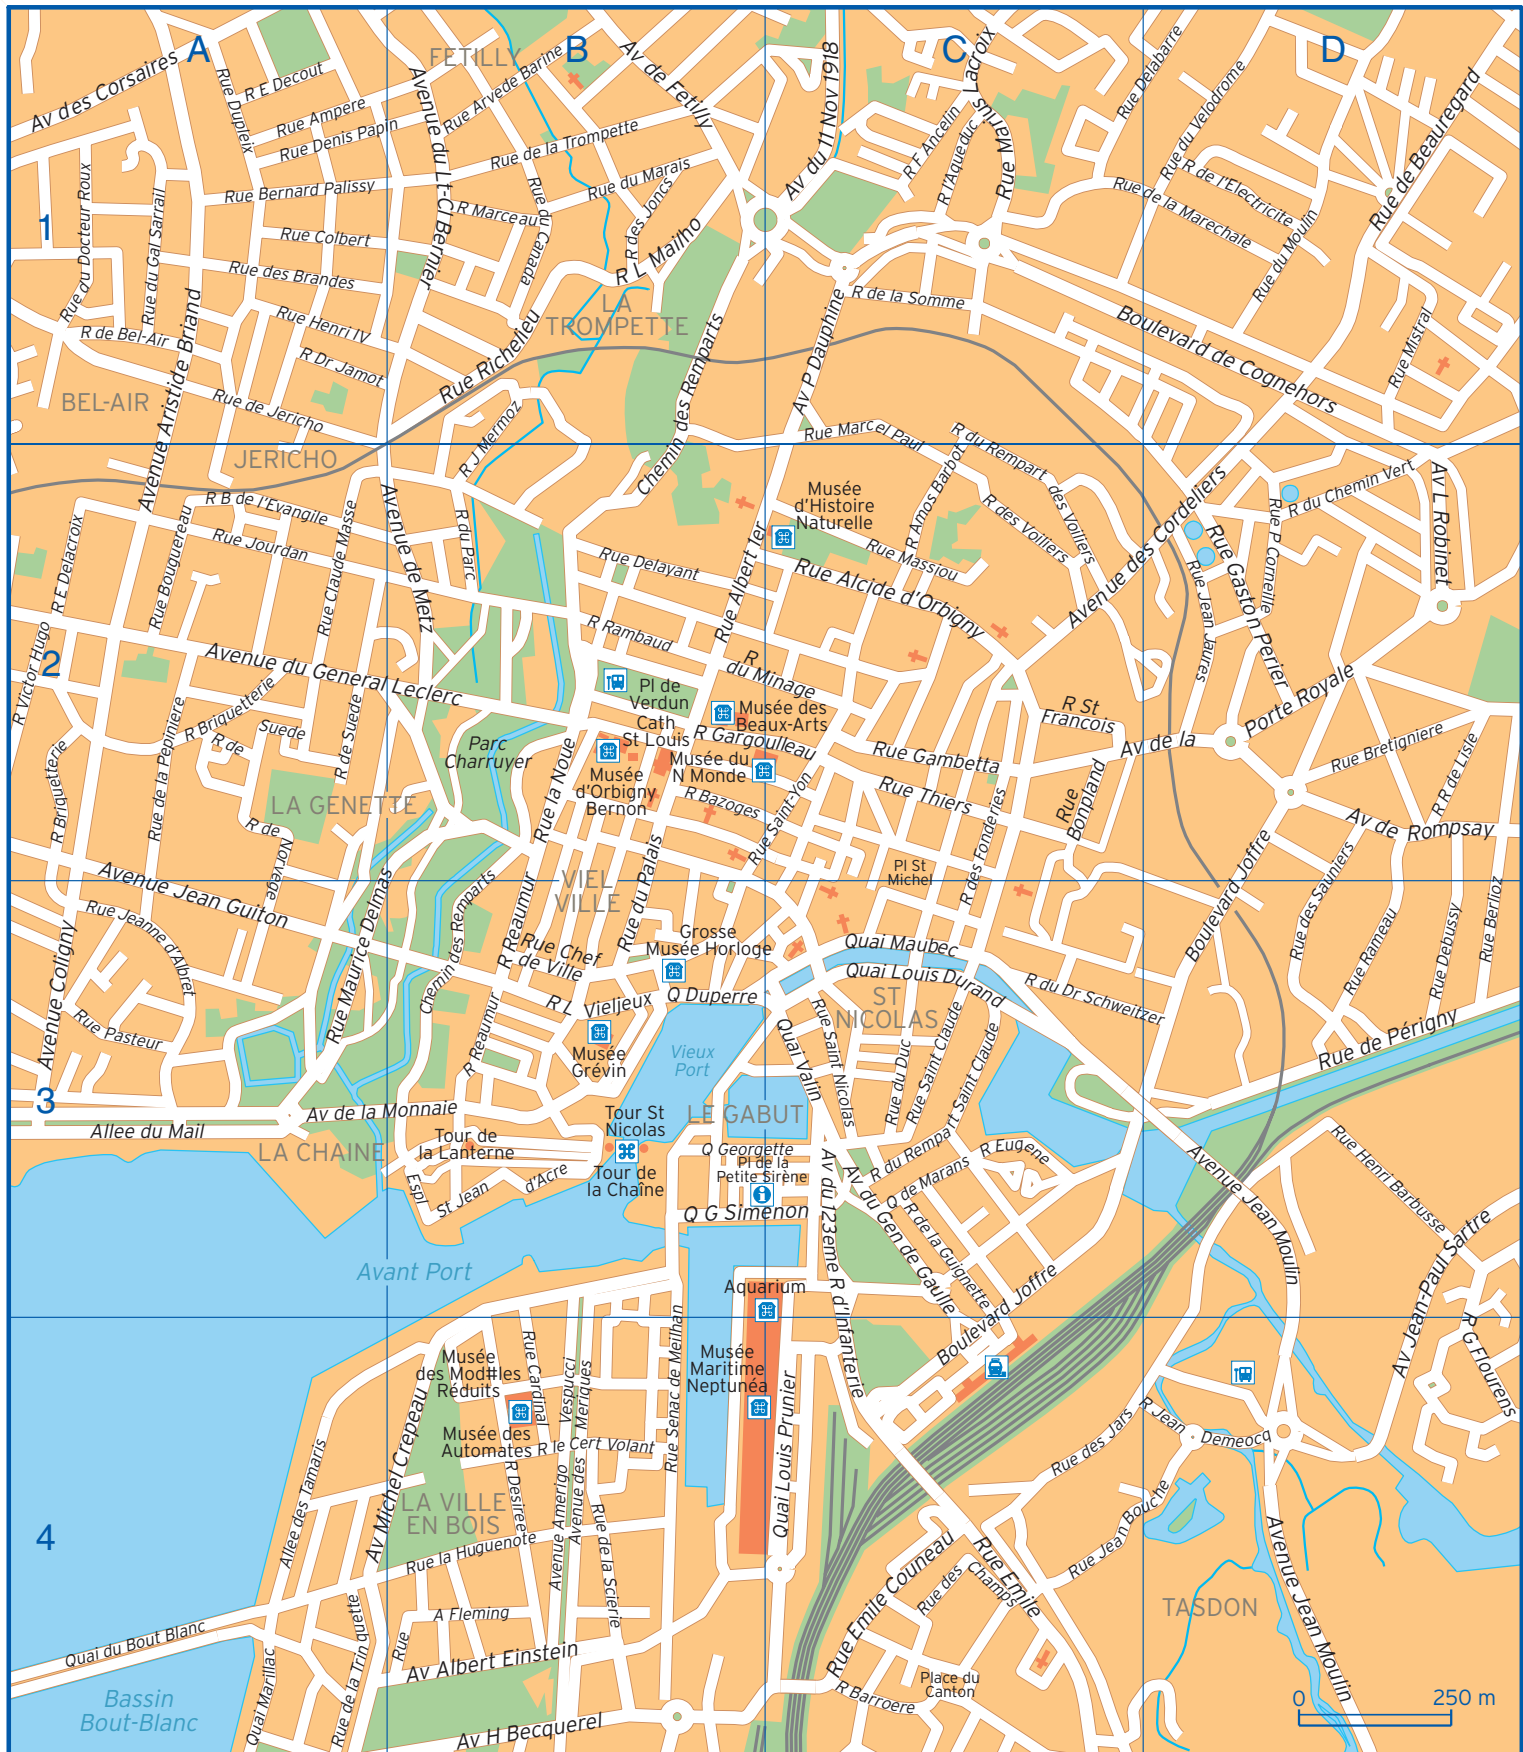 A
B
C
D
1
2
3
4
FETILLY
Av des Corsaires
Rue Dupleix
R E Decout
Rue Ampere
Rue Denis Papin
Avenue du Lt-Cl Bernier
Rue Arvede Barine
Av de Fetilly
Av du 11 Nov 1918
R F Ancelin
R l'Aqueduc
Rue Marius Lacroix
Rue Delabarre
Rue du Velodrome
Rue de Beauregard
Rue de la Trompette
Rue du Marais
Rue Bernard Palissy
R Marceau
Rue du Canada
R des Joncs
R L Mailho
R de l'Electricite
Rue de la Marechale
Rue du Moulin
Rue du Docteur Roux
Rue du Gal Sarrail
Rue Colbert
Rue des Brandes
Rue Henri IV
R Dr Jamot
R de Bel-Air
Avenue Aristide Briand
Rue de Jericho
BEL-AIR
JERICHO
Rue Richelieu
LA
TROMPETTE
R J Mermoz
Chemin des Remparts
Av P Dauphine
R de la Somme
Boulevard de Cognehors
Rue Mistral
Rue Marcel Paul
R du Rempart des Voiliers
R des Voiliers
R Amos Barbot
Musée
d'Histoire
Naturelle
Rue Massiou
Rue Alcide d'Orbigny
Avenue des Cordeliers
Rue Gaston Perier
Rue Jean Jaures
Rue P Corneille
R du Chemin Vert
Av L Robinet
R B de l'Evangile
Rue Jourdan
Rue Bouguereau
R E Delacroix
R Victor Hugo
Rue Claude Masse
Avenue de Metz
R du Parc
Rue Delayant
R Rambaud
Rue Albert 1er
R
du Minage
Avenue du General Leclerc
R Briquetterie
R Briquetterie
Rue de la Pepiniere
R de
Suede
R de Suede
LA GENETTE
R de
Norvege
Parc
Charruyer
Pl de
Verdun
Cath
St Louis
Musée des
Beaux-Arts
R Gargoulleau
Musée du
N Monde
Musée
d'Orbigny
Bernon
R Bazoges
Rue Saint-Yon
Rue Gambetta
Rue Thiers
R St
Francois
Av de la
Porte Royale
Rue
Bonpland
R des Fonderies
Pl St
Michel
Rue Bretigniere
R R de L'isle
Av de Rompsay
Boulevard Joffre
Rue des Sauniers
Rue Rameau
Rue Debussy
Rue Berlioz
Avenue Jean Guiton
Rue Jeanne d'Albret
Avenue Coligny
Rue Pasteur
Rue Maurice Delmas
Chemin des Remparts
Rue la Noue
R Reaumur
R Reaumur
R Reaumur
VIEL
VILLE
Rue du Palais
Rue Chef
de Ville
Grosse
Musée Horloge
R L Vieljeux
Q Duperre
Musée
Grévin
Vieux
Port
Quai Maubec
Quai Louis Durand
ST
NICOLAS
R du Dr Schweitzer
Rue de Périgny
Quai Valin
Rue Saint Nicolas
Rue du Duc
Rue Saint Claude
R du Rempart Saint Claude
LE GABUT
Tour St
Nicolas
Tour de
la Chaîne
Q Georgette
Pl de la
Petite Sirène
Q G Simenon
Av de la Monnaie
Allee du Mail
LA CHAINE
Tour de
la Lanterne
Espl
St Jean
d'Acre
Avant Port
Av du 123eme R d'Infanterie
Av du Gen de Gaulle
Q de Marans
R Eugene
R de la Guignette
Boulevard Joffre
Avenue Jean Moulin
Rue Henri Barbusse
Av Jean-Paul Sartre
R G Flourens
Aquarium
Musée
Maritime
Neptunéa
Quai Louis Prunier
Rue Senac de Meilhan
Musée
des Mod‡les
Réduits
Rue Cardinal
Musée des
Automates
R le Cert Volant
Avenue Amerigo Vespucci
Avenue des Meriques
R Desiree
Rue de la Scierie
Av Michel Crepeau
Allee des Tamaris
LA VILLE
EN BOIS
Rue la Huguenote
Rue
A Fleming
Av Albert Einstein
Av H Becquerel
Quai du Bout Blanc
Quai Marillac
Rue de la Trinquette
Bassin
Bout-Blanc
Rue des Jars
R Jean
Demeocq
Rue Jean Bouche
Rue Emile Couneau
Rue des
Champs
Rue Emile
R Barroere
Place du
Canton
TASDON
Avenue Jean Moulin
0
250 m